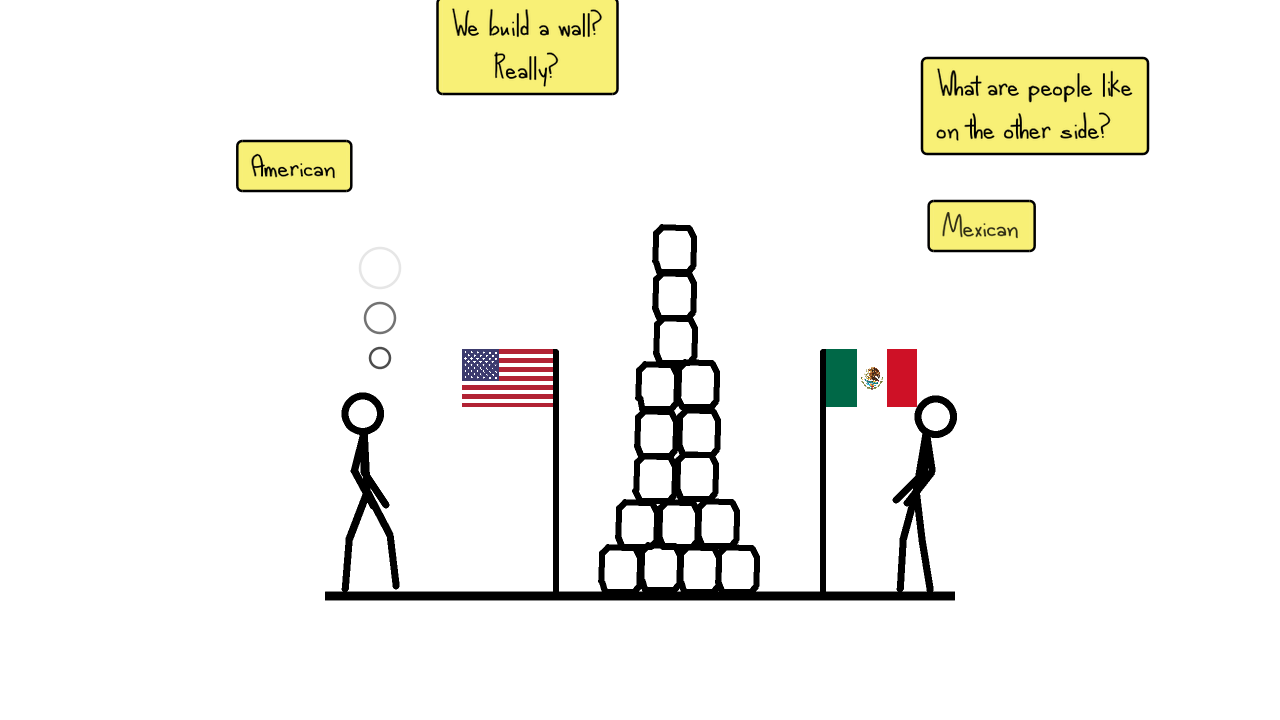 We build a wall?
Really?
What are people like
on the other side?
American
Mexican